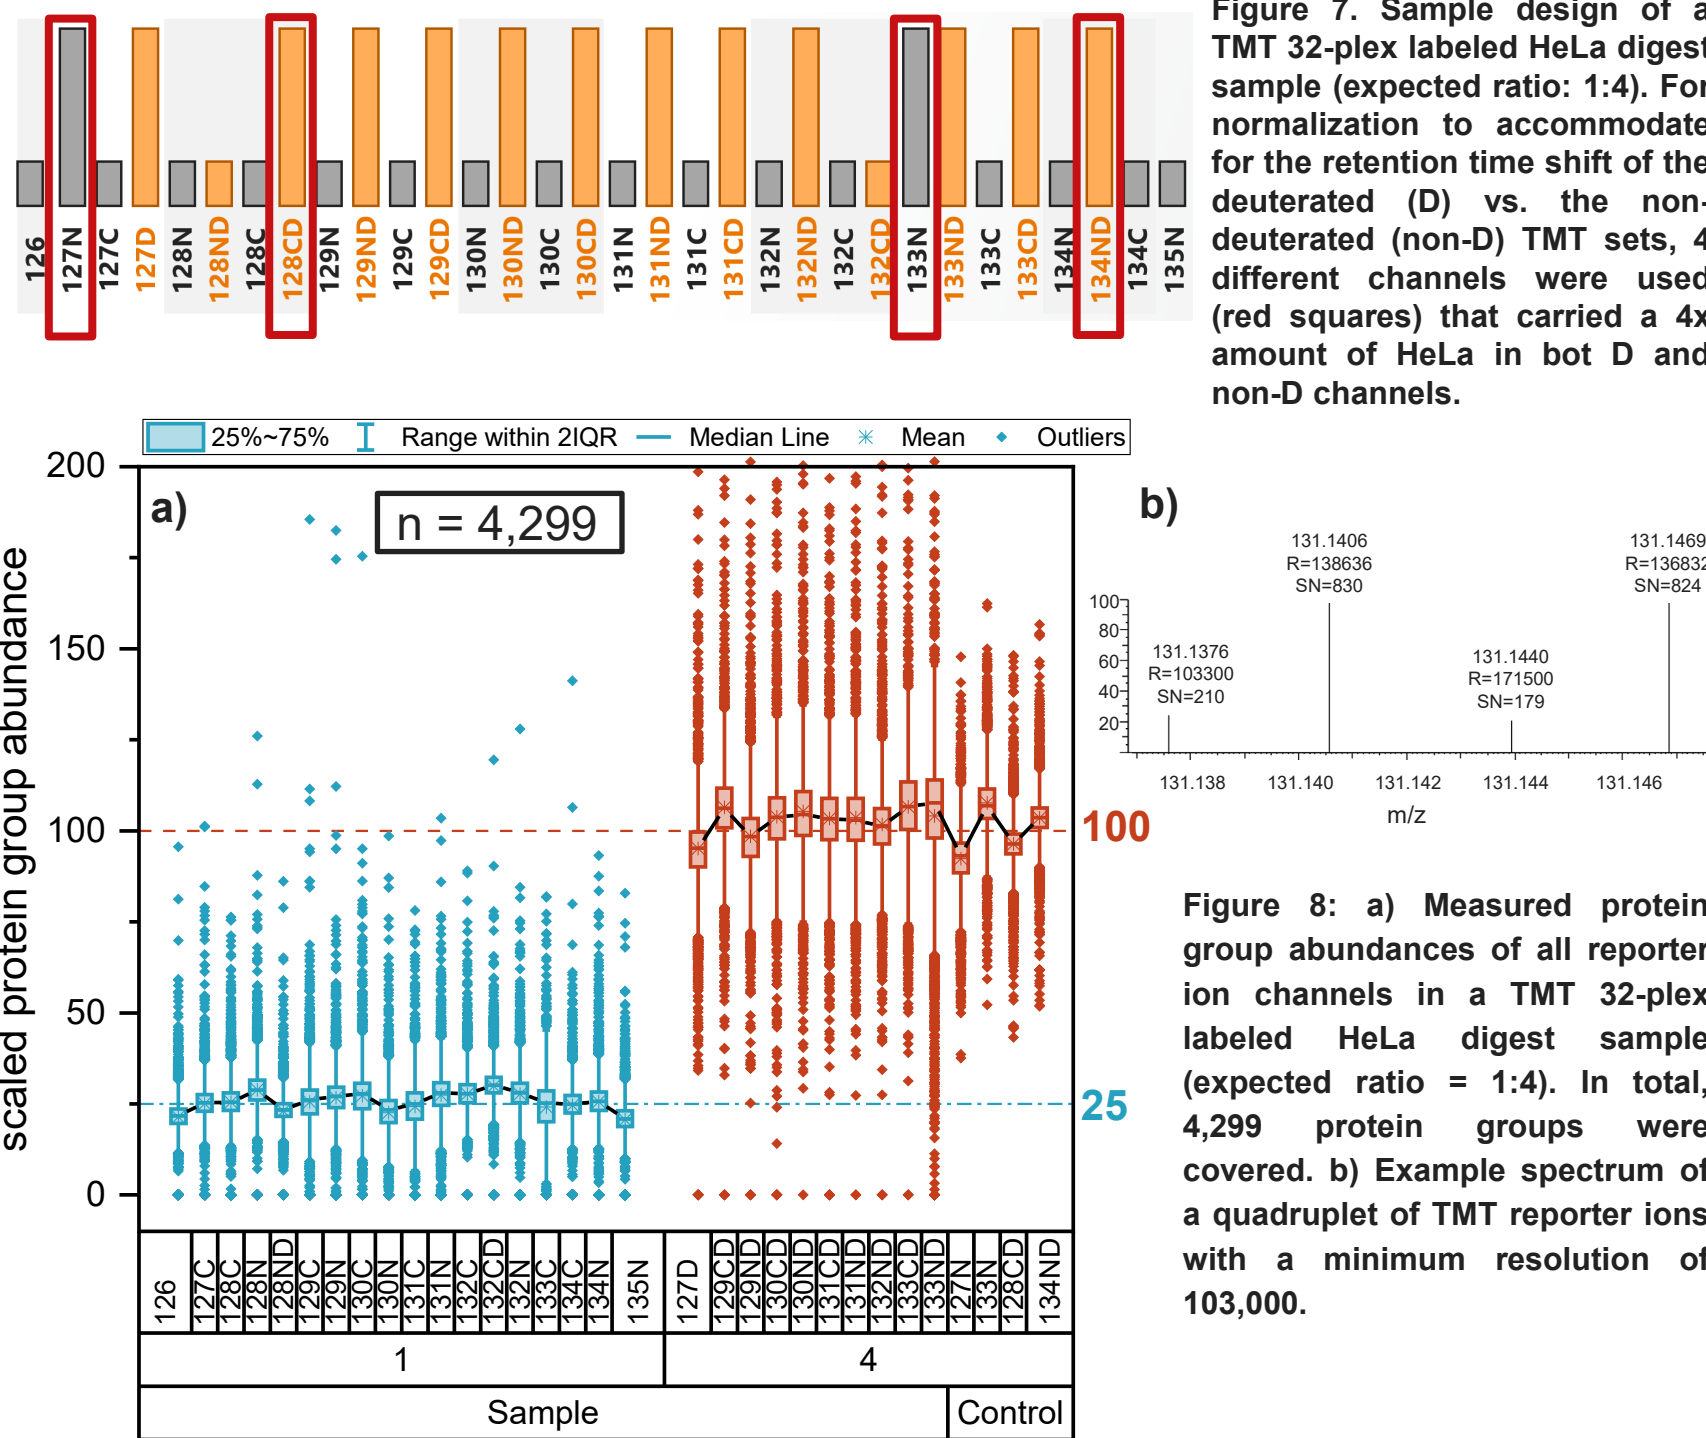 Figure 7. Sample design of a
TMT 32-plex labeled HeLa digest
sample (expected ratio: 1:4). For
normalization to accommodate
for the retention time shift of the
deuterated (D) vs. the non-
deuterated (non-D) TMT sets, 4
different channels were used
(red squares) that carried a 4x
amount of HeLa in bot D and
non-D channels.
126
127N
127C
127D
128N
128ND
128C
128CD
129N
129ND
129C
129CD
130N
130ND
130C
130CD
131N
131ND
131C
131CD
132N
132ND
132C
132CD
133N
133ND
133C
133CD
134N
134ND
134C
135N
25%~75% Range within 2IQR Median Line Mean Outliers
a)
n = 4,299
scaled protein group abundance
200
150
100
50
0
100
25
126
127C
128C
128N
128ND
129C
129N
130C
130N
131C
131N
132C
132CD
132N
133C
134C
134N
135N
127D
129CD
129ND
130CD
130ND
131CD
131ND
132ND
133CD
133ND
127N
133N
128CD
134ND
1 4
Sample Control
b)
131.1406
R=138636
SN=830
131.1469
R=136832
SN=824
131.1376
R=103300
SN=210
131.1440
R=171500
SN=179
100
80
60
40
20
131.138 131.140 131.142 131.144 131.146
m/z
Figure 8: a) Measured protein
group abundances of all reporter
ion channels in a TMT 32-plex
labeled HeLa digest sample
(expected ratio = 1:4). In total,
4,299 protein groups were
covered. b) Example spectrum of
a quadruplet of TMT reporter ions
with a minimum resolution of
103,000.